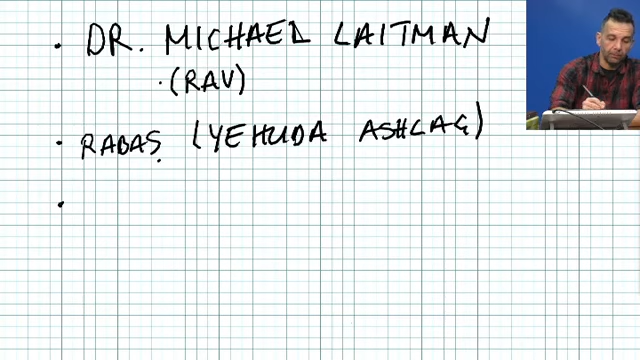 · DR. MICHAEL LAITMAN
· (RAV)
· RABAS. (YEHUDA ASHLAG)
·